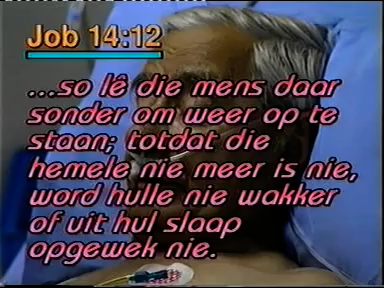 Job 14:12
...so lê die mens daar
sonder om weer op te
staan; totdat die
hemele nie meer is nie,
word hulle nie wakker
of uit hul slaap
opgewek nie.